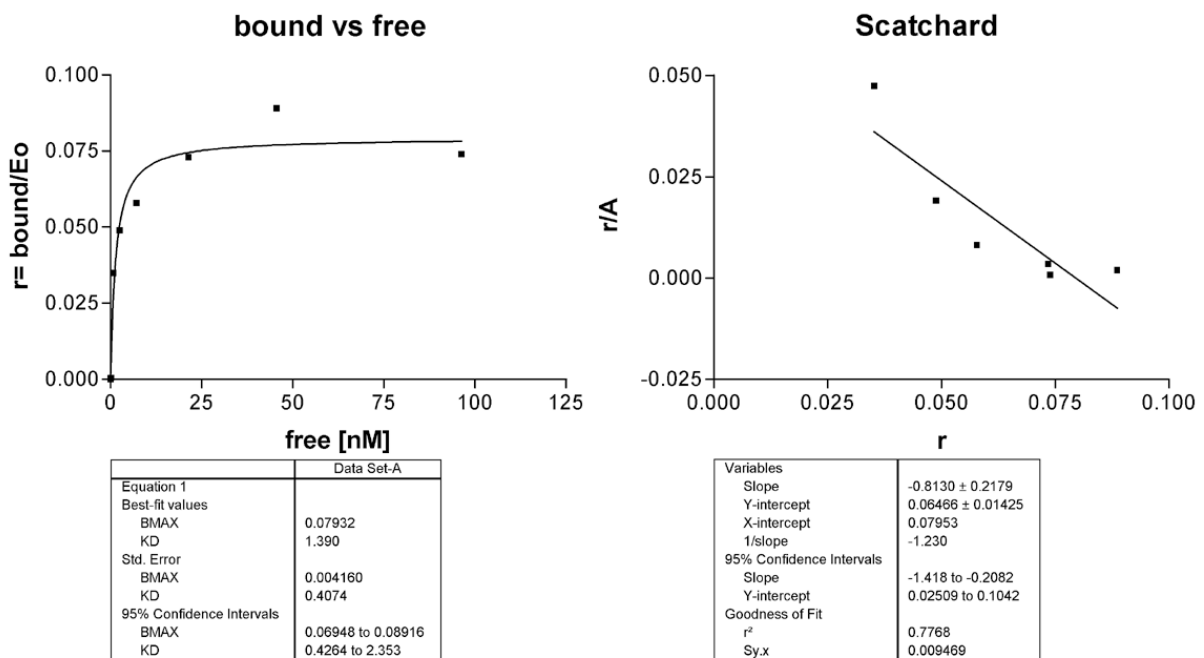 bound vs free
0.100
0.075
0.050
0.025
0.000
r= bound/Eo
0 25 50 75 100 125
free [nM]
Data Set-A
Equation 1
Best-fit values
BMAX 0.07932
KD 1.390
Std. Error
BMAX 0.004160
KD 0.4074
95% Confidence Intervals
BMAX 0.06948 to 0.08916
KD 0.4264 to 2.353
Scatchard
0.050
0.025
0.000
-0.025
r/A
0.000 0.025 0.050 0.075 0.100
r
Variables
Slope -0.8130 ± 0.2179
Y-intercept 0.06466 ± 0.01425
X-intercept 0.07953
1/slope -1.230
95% Confidence Intervals
Slope -1.418 to -0.2082
Y-intercept 0.02509 to 0.1042
Goodness of Fit
r² 0.7768
Sy.x 0.009469